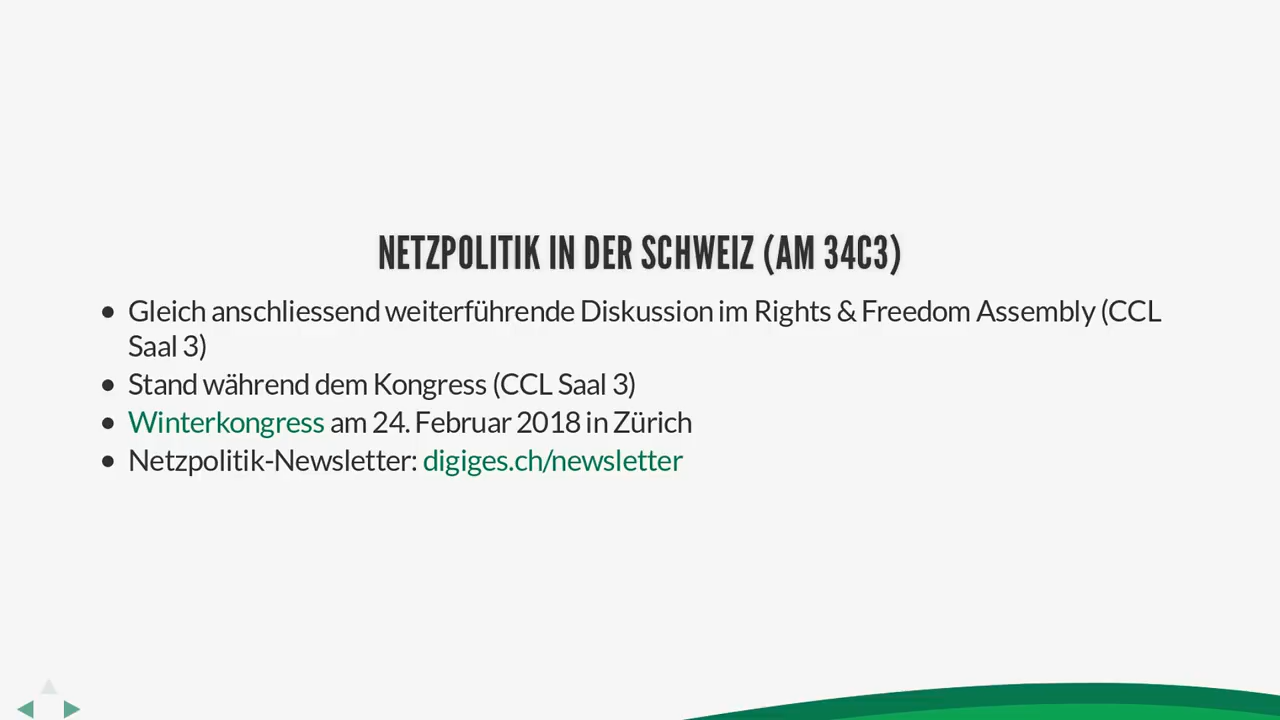 NETZPOLITIK IN DER SCHWEIZ (AM 34C3)
Gleich anschliessend weiterführende Diskussion im Rights & Freedom Assembly (CCL
Saal 3)
Stand während dem Kongress (CCL Saal 3)
Winterkongress am 24. Februar 2018 in Zürich
Netzpolitik-Newsletter: digiges.ch/newsletter